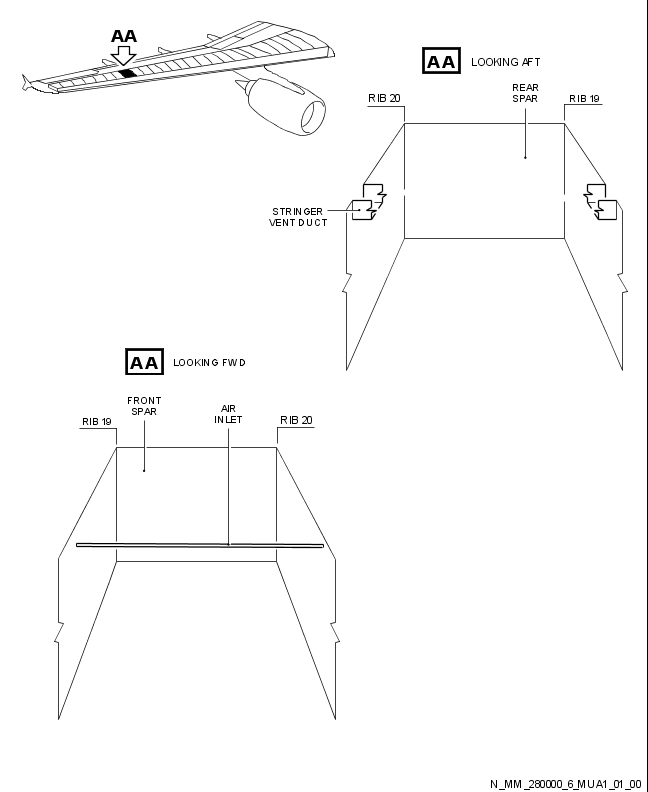 AA
AA LOOKING AFT
RIB 20
REAR
SPAR
RIB 19
STRINGER
VENT DUCT
AA LOOKING FWD
FRONT
SPAR
AIR
INLET
RIB 19
RIB 20
N_MM_280000_6_MUA1_01_00